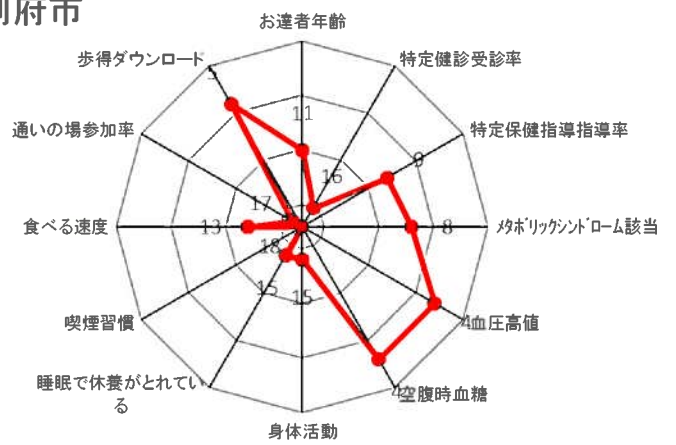 別府市
お達者年齢
歩得ダウンロード
特定健診受診率
通いの場参加率
特定保健指導指導率
食べる速度
メタボリックシンドローム該当
喫煙習慣
血圧高値
睡眠で休養がとれてい
る
空腹時血糖
身体活動
11
16
9
17
13
8
18
4
15
15
4